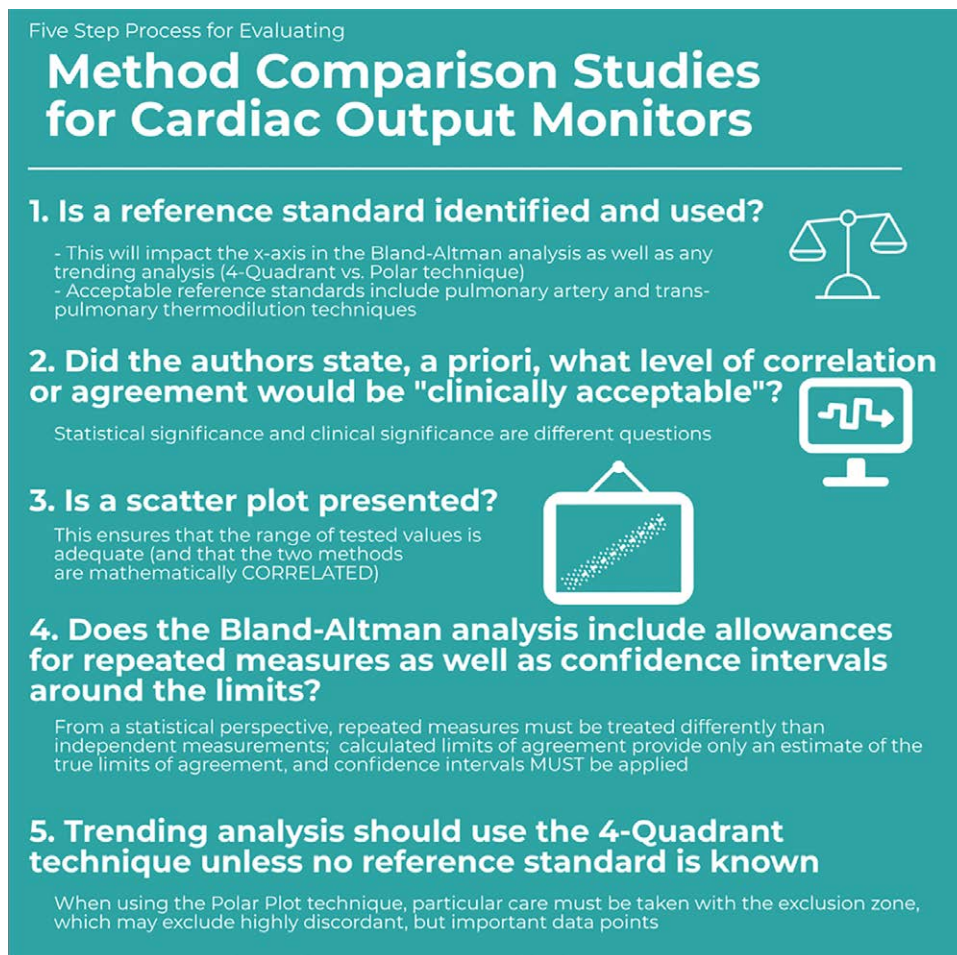 Five Step Process for Evaluating
Method Comparison Studies
for Cardiac Output Monitors
1. Is a reference standard identified and used?
- This will impact the x-axis in the Bland-Altman analysis as well as any
trending analysis (4-Quadrant vs. Polar technique)
- Acceptable reference standards include pulmonary artery and trans-
pulmonary thermodilution techniques
2. Did the authors state, a priori, what level of correlation
or agreement would be "clinically acceptable"?
Statistical significance and clinical significance are different questions
3. Is a scatter plot presented?
This ensures that the range of tested values is
adequate (and that the two methods
are mathematically CORRELATED)
4. Does the Bland-Altman analysis include allowances
for repeated measures as well as confidence intervals
around the limits?
From a statistical perspective, repeated measures must be treated differently than
independent measurements; calculated limits of agreement provide only an estimate of the
true limits of agreement, and confidence intervals MUST be applied
5. Trending analysis should use the 4-Quadrant
technique unless no reference standard is known
When using the Polar Plot technique, particular care must be taken with the exclusion zone,
which may exclude highly discordant, but important data points